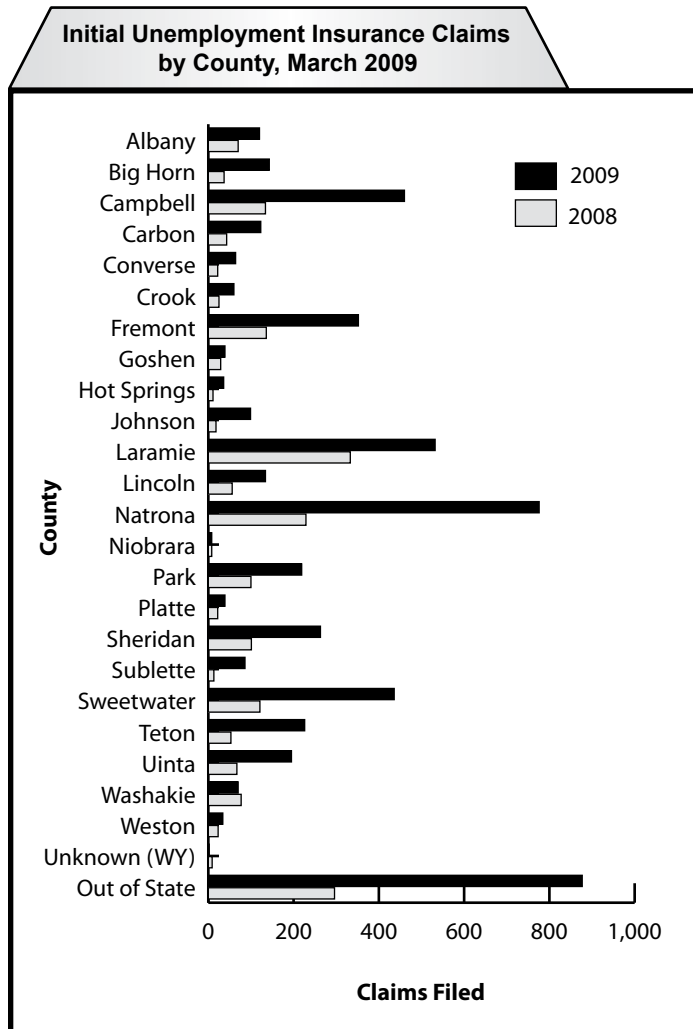 Initial Unemployment Insurance Claims
by County, March 2009
2009
2008
County
Albany
Big Horn
Campbell
Carbon
Converse
Crook
Fremont
Goshen
Hot Springs
Johnson
Laramie
Lincoln
Natrona
Niobrara
Park
Platte
Sheridan
Sublette
Sweetwater
Teton
Uinta
Washakie
Weston
Unknown (WY)
Out of State
0 200 400 600 800 1,000
Claims Filed